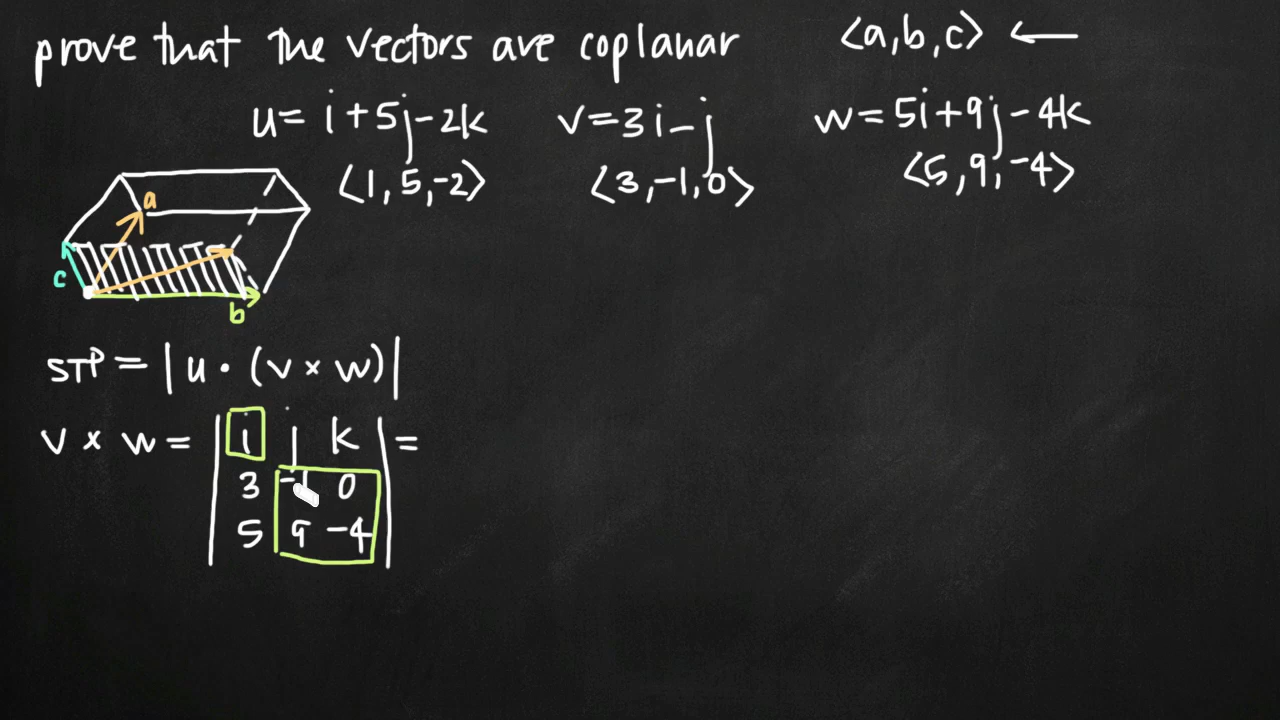 prove that the vectors are coplanar
<a,b,c> ←
u= i+5j-2k
v=3i-j
w=5i+9j-4k
<1,5,-2>
<3,-1,0>
<5,9,-4>
a
c
b
STP = |u·(v×w)|
v × w = | i j k | =
3 -1 0
5 9 -4